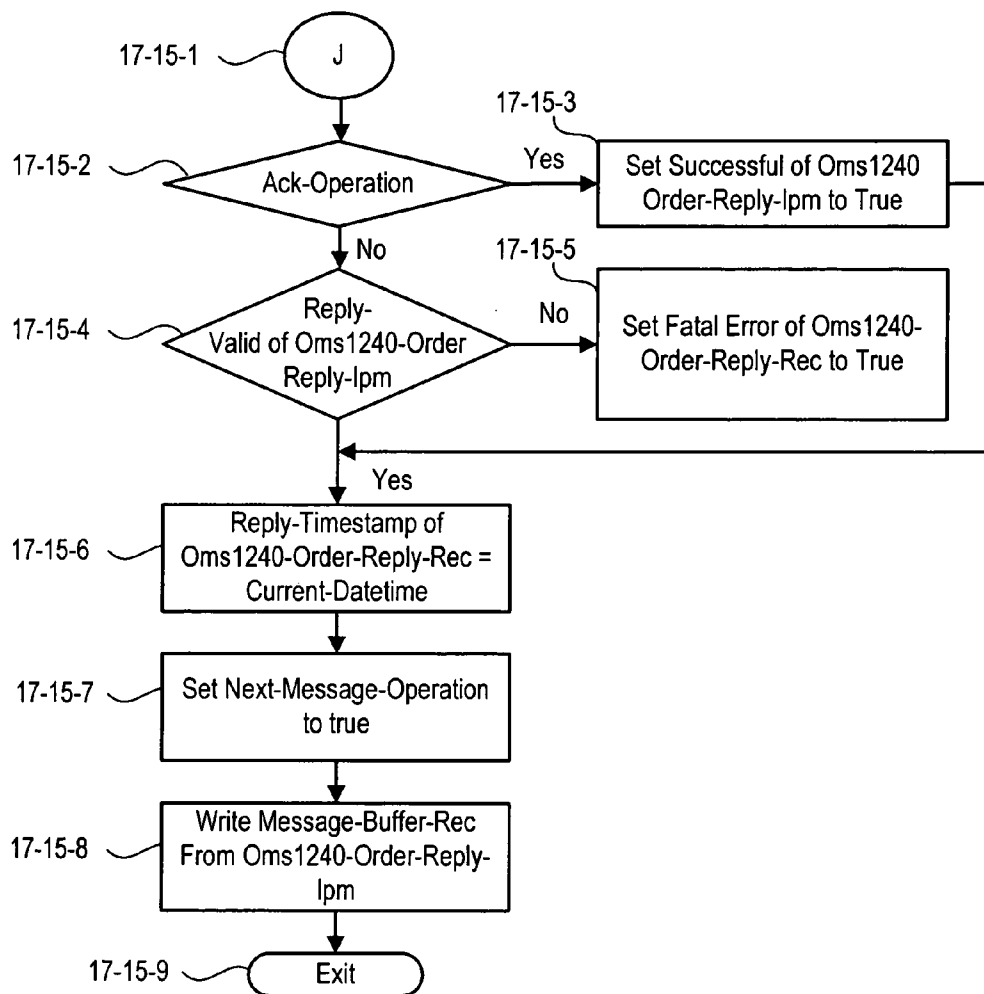 17-15-1
J
17-15-3
17-15-2
Ack-Operation
Yes
Set Successful of Oms1240
Order-Reply-Ipm to True
No
17-15-5
17-15-4
Reply-
Valid of Oms1240-Order
Reply-Ipm
No
Set Fatal Error of Oms1240-
Order-Reply-Rec to True
Yes
17-15-6
Reply-Timestamp of
Oms1240-Order-Reply-Rec =
Current-Datetime
17-15-7
Set Next-Message-Operation
to true
17-15-8
Write Message-Buffer-Rec
From Oms1240-Order-Reply-
Ipm
17-15-9
Exit